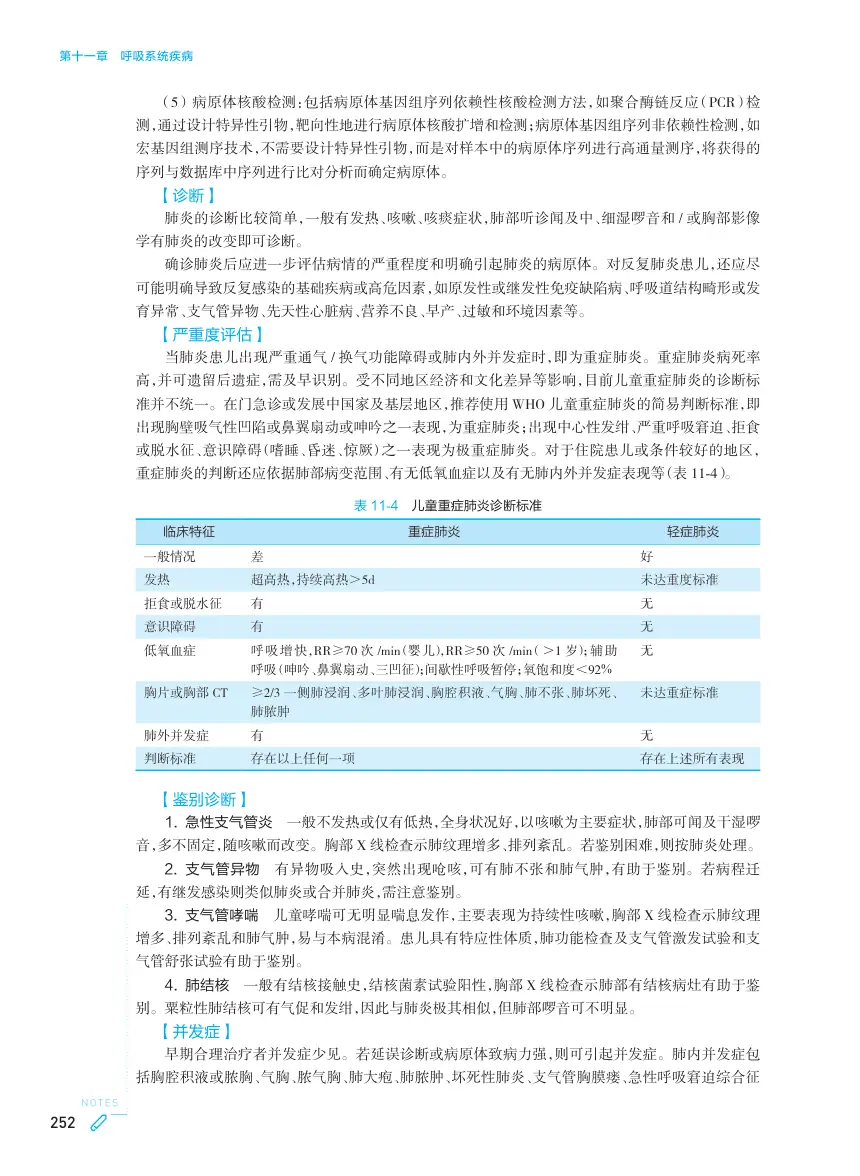 第十一章　呼吸系统疾病
（5）病原体核酸检测：包括病原体基因组序列依赖性核酸检测方法，如聚合酶链反应（PCR）检
测，通过设计特异性引物，靶向性地进行病原体核酸扩增和检测；病原体基因组序列非依赖性检测，如
宏基因组测序技术，不需要设计特异性引物，而是对样本中的病原体序列进行高通量测序，将获得的
序列与数据库中序列进行比对分析而确定病原体。
【诊断】
肺炎的诊断比较简单，一般有发热、咳嗽、咳痰症状，肺部听诊闻及中、细湿啰音和 / 或胸部影像
学有肺炎的改变即可诊断。
确诊肺炎后应进一步评估病情的严重程度和明确引起肺炎的病原体。对反复肺炎患儿，还应尽
可能明确导致反复感染的基础疾病或高危因素，如原发性或继发性免疫缺陷病、呼吸道结构畸形或发
育异常、支气管异物、先天性心脏病、营养不良、早产、过敏和环境因素等。
【严重度评估】
当肺炎患儿出现严重通气 / 换气功能障碍或肺内外并发症时，即为重症肺炎。重症肺炎病死率
高，并可遗留后遗症，需及早识别。受不同地区经济和文化差异等影响，目前儿童重症肺炎的诊断标
准并不统一。在门急诊或发展中国家及基层地区，推荐使用 WHO 儿童重症肺炎的简易判断标准，即
出现胸壁吸气性凹陷或鼻翼扇动或呻吟之一表现，为重症肺炎；出现中心性发绀、严重呼吸窘迫、拒食
或脱水征、意识障碍（嗜睡、昏迷、惊厥）之一表现为极重症肺炎。对于住院患儿或条件较好的地区，
重症肺炎的判断还应依据肺部病变范围、有无低氧血症以及有无肺内外并发症表现等（表 11-4）。
表 11-4　儿童重症肺炎诊断标准
临床特征　重症肺炎　轻症肺炎
一般情况　差　好
发热　超高热，持续高热＞5d　未达重度标准
拒食或脱水征　有　无
意识障碍　有　无
低氧血症　呼吸增快，RR≥70 次 /min（婴儿），RR≥50 次 /min（＞1 岁）；辅助　无
呼吸（呻吟、鼻翼扇动、三凹征）；间歇性呼吸暂停；氧饱和度＜92%
胸片或胸部 CT　≥2/3 一侧肺浸润、多叶肺浸润、胸腔积液、气胸、肺不张、肺坏死、　未达重症标准
肺脓肿
肺外并发症　有　无
判断标准　存在以上任何一项　存在上述所有表现
【鉴别诊断】
1. 急性支气管炎　一般不发热或仅有低热，全身状况好，以咳嗽为主要症状，肺部可闻及干湿啰
音，多不固定，随咳嗽而改变。胸部 X 线检查示肺纹理增多、排列紊乱。若鉴别困难，则按肺炎处理。
2. 支气管异物　有异物吸入史，突然出现呛咳，可有肺不张和肺气肿，有助于鉴别。若病程迁
延，有继发感染则类似肺炎或合并肺炎，需注意鉴别。
3. 支气管哮喘　儿童哮喘可无明显喘息发作，主要表现为持续性咳嗽，胸部 X 线检查示肺纹理
增多、排列紊乱和肺气肿，易与本病混淆。患儿具有特应性体质，肺功能检查及支气管激发试验和支
气管舒张试验有助于鉴别。
4. 肺结核　一般有结核接触史，结核菌素试验阳性，胸部 X 线检查示肺部有结核病灶有助于鉴
别。粟粒性肺结核可有气促和发绀，因此与肺炎极其相似，但肺部啰音可不明显。
【并发症】
早期合理治疗者并发症少见。若延误诊断或病原体致病力强，则可引起并发症。肺内并发症包
括胸腔积液或脓胸、气胸、脓气胸、肺大疱、肺脓肿、坏死性肺炎、支气管胸膜瘘、急性呼吸窘迫综合征
NOTES
252